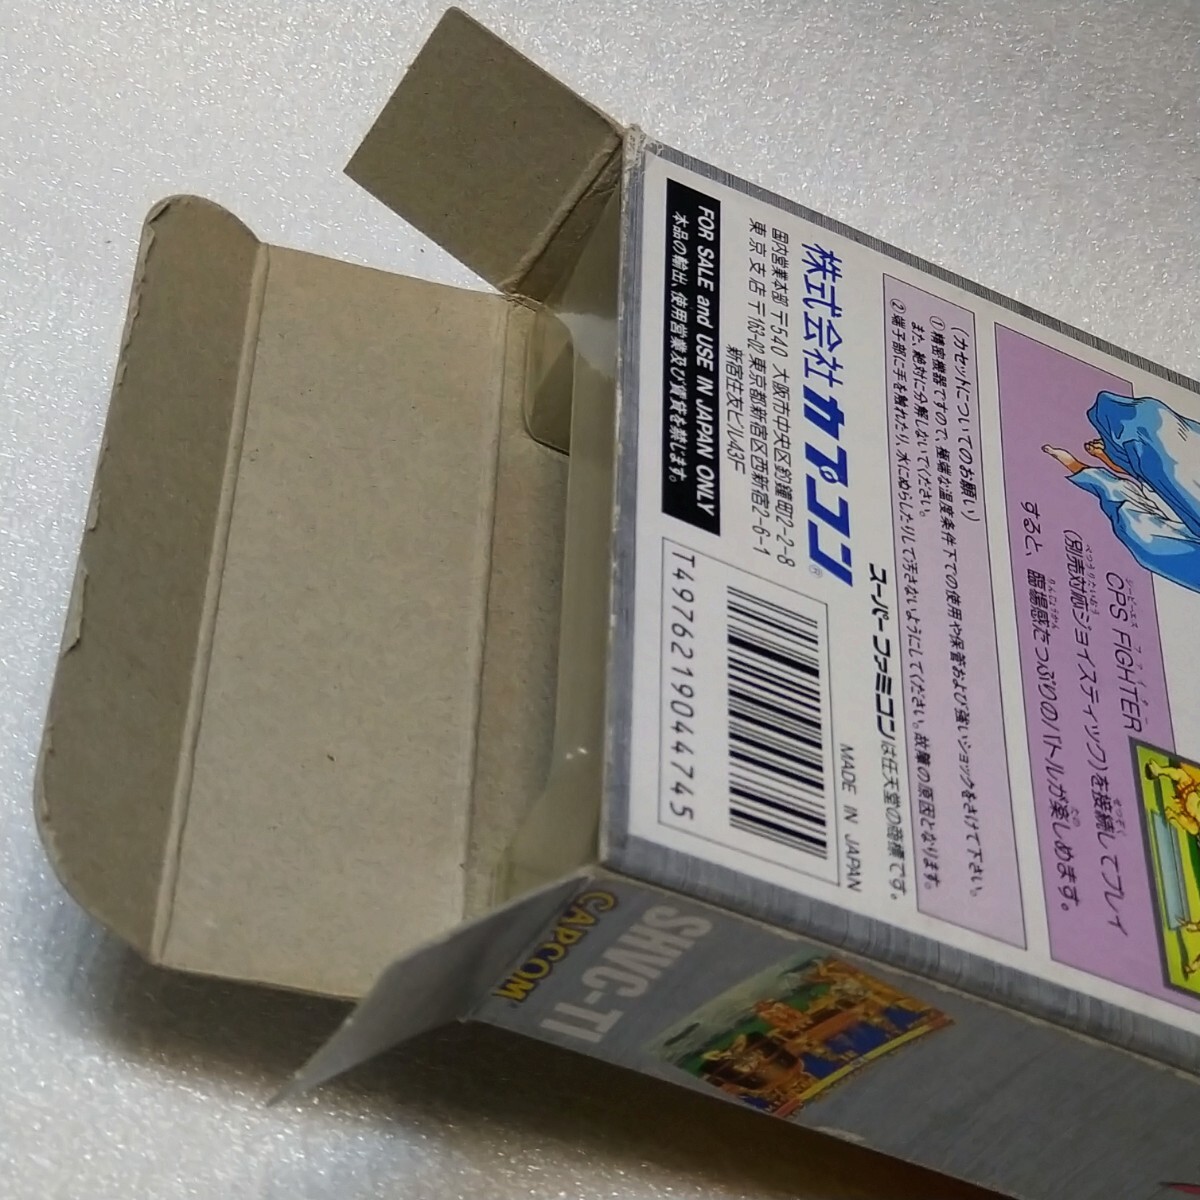 CPS FIGHTER
(別売対応ジョイスティック)を接続してプレイ
すると、臨場感たっぷりのバトルが楽しめます。
〈カセットについてのお願い〉
①精密機器ですので、極端な温度条件下での使用や保管および強いショックをさけて下さい。
また、絶対に分解しないでください。
②端子部に手を触れたり、水にぬらしたりして汚さないようにしてください。故障の原因となります。
スーパーファミコンは任天堂の商標です。
株式会社カプコン®
国内営業本部 〒540 大阪市中央区釣鐘町2-2-8
東京支店 〒163-02 東京都新宿区西新宿2-6-1
新宿住友ビル43F
FOR SALE and USE IN JAPAN ONLY
本品の輸出、使用営業及び賃貸を禁じます。
MADE IN JAPAN
T4976219044745
SHVC-TI
CAPCOM